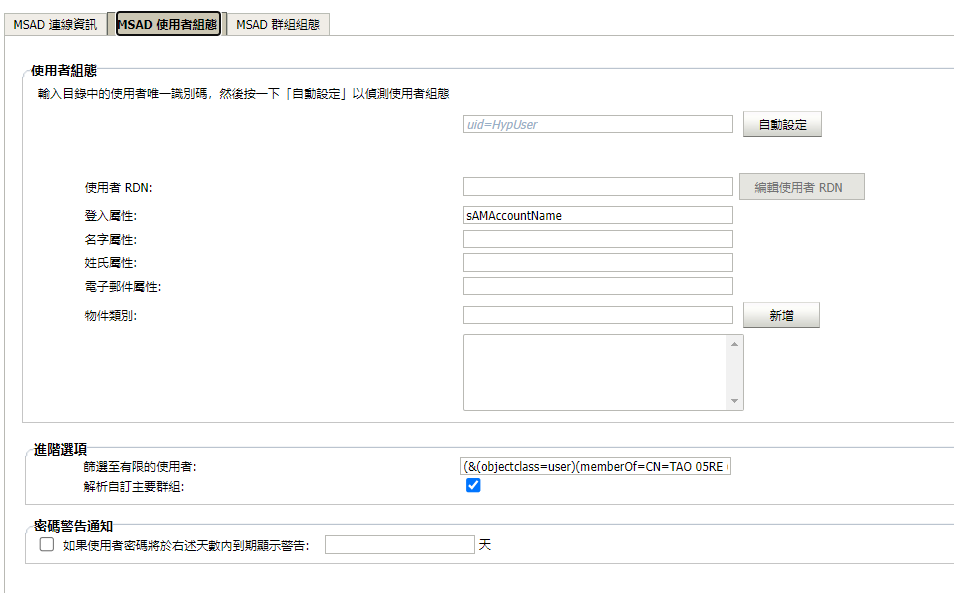 MSAD 連線資訊 MSAD 使用者組態 MSAD 群組組態
使用者組態
輸入目錄中的使用者唯一識別碼，然後按一下「自動設定」以偵測使用者組態
uid=HypUser 自動設定
使用者 RDN: 編輯使用者 RDN
登入屬性: sAMAccountName
名字屬性:
姓氏屬性:
電子郵件屬性:
物件類別: 新增
進階選項
篩選至有限的使用者: (&(objectclass=user)(memberOf=CN=TAO 05RE
解析自訂主要群組:
密碼警告通知
如果使用者密碼將於右述天數內到期顯示警告: 天